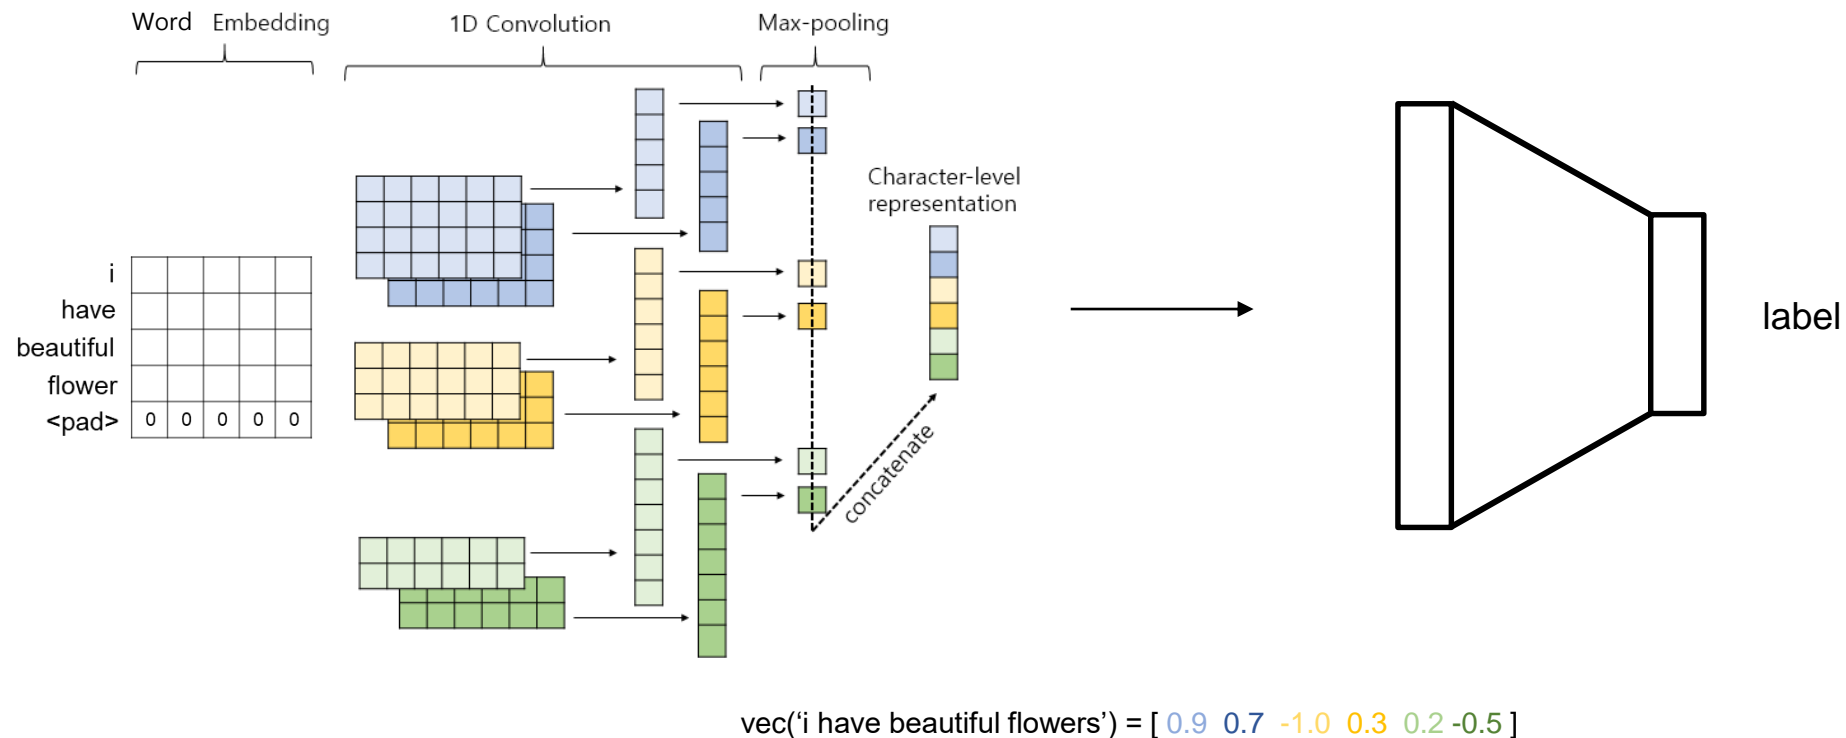 Word Embedding
1D Convolution
Max-pooling
Character-level
representation
i
have
beautiful
flower
<pad> 0 0 0 0 0
concatenate
label
vec(‘i have beautiful flowers’) = [ 0.9 0.7 -1.0 0.3 0.2 -0.5 ]